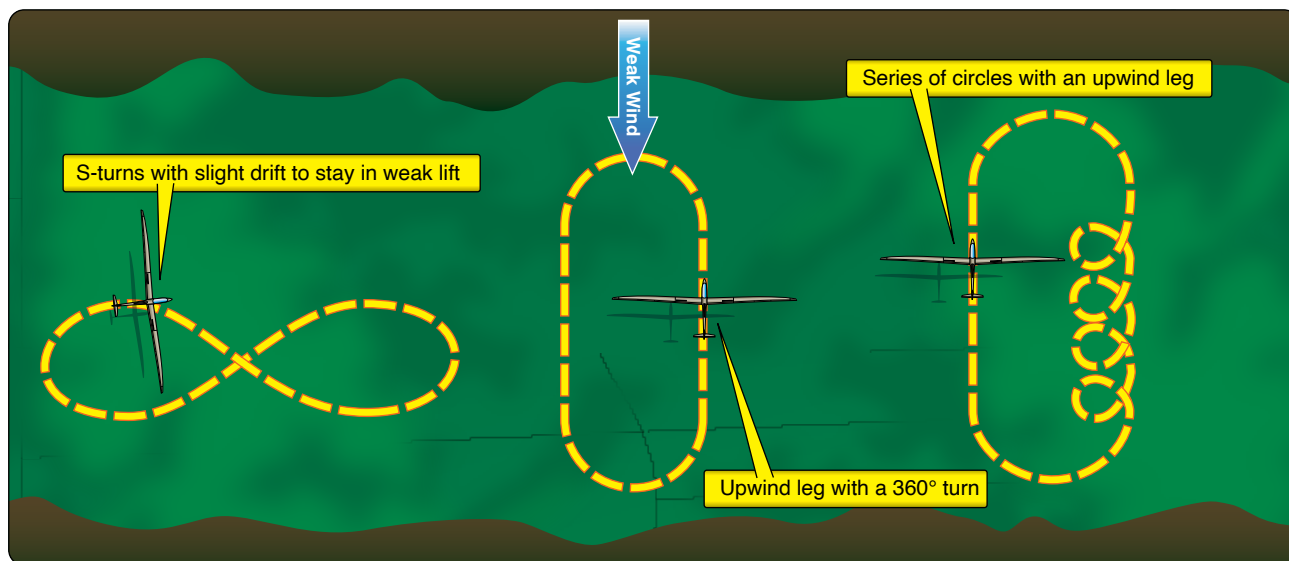 Weak Wind
Series of circles with an upwind leg
S-turns with slight drift to stay in weak lift
Upwind leg with a 360° turn